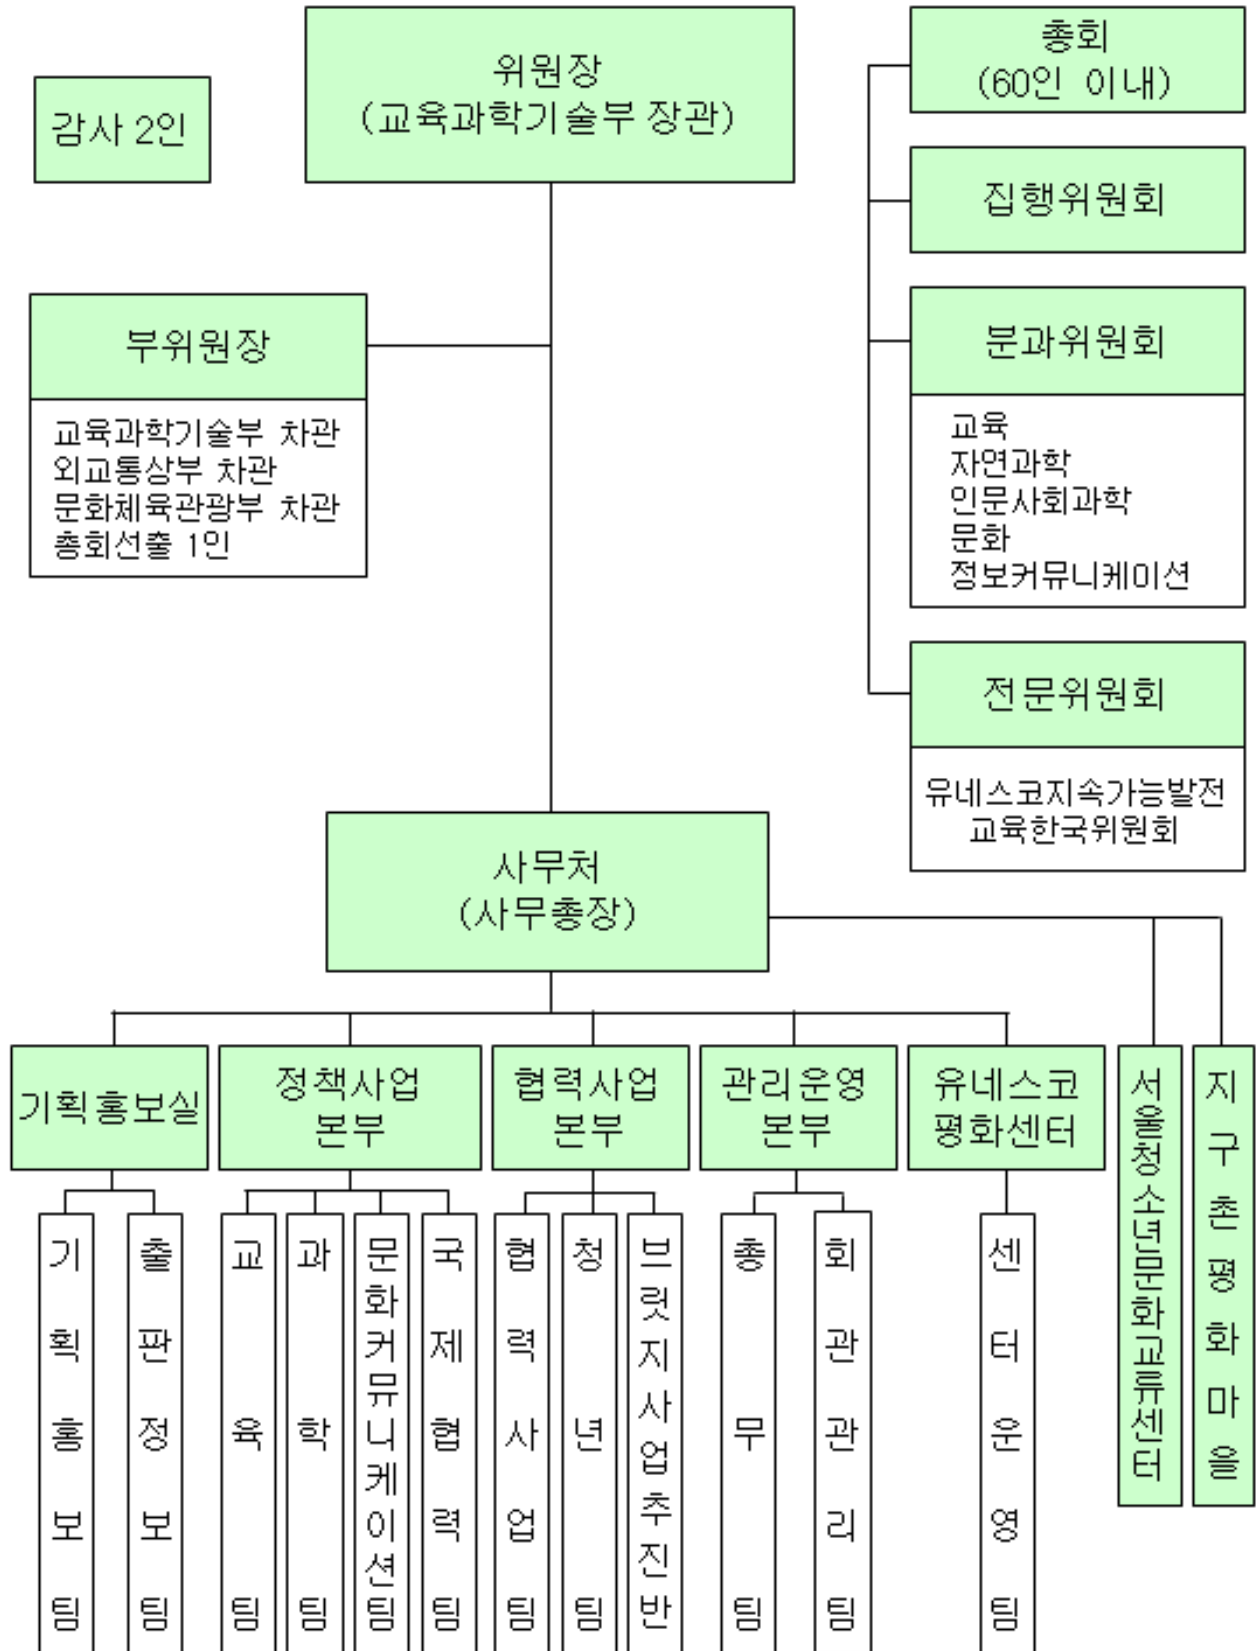 감사 2인
위원장
(교육과학기술부 장관)
총회
(60인 이내)
집행위원회
부위원장
교육과학기술부 차관
외교통상부 차관
문화체육관광부 차관
총회선출 1인
분과위원회
교육
자연과학
인문사회과학
문화
정보커뮤니케이션
전문위원회
유네스코지속가능발전
교육한국위원회
사무처
(사무총장)
기획홍보실
정책사업
본부
협력사업
본부
관리운영
본부
유네스코
평화센터
서울청소년문화교류센터
지구촌평화마을
기획홍보팀
출판정보팀
교육팀
과학팀
문화커뮤니케이션팀
국제협력팀
협력사업팀
청년팀
브릿지사업추진반
총무팀
회관관리팀
센터운영팀